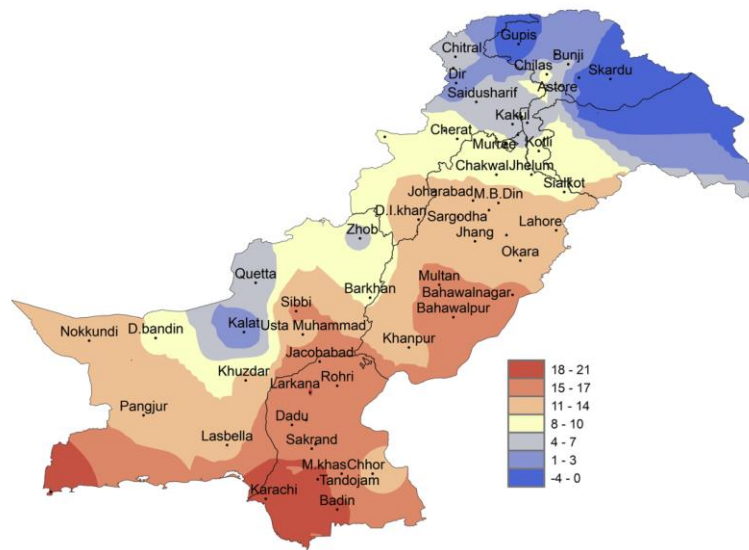 Gupis
Chitral
Bunji
Chilas
Dir
Skardu
Astore
Saidusharif
Kakul
Cherat
Murree
Kotli
Chakwal
Jhelum
Sialkot
Joharabad
M.B.Din
D.I.khan
Sargodha
Lahore
Zhob
Jhang
Okara
Quetta
Multan
Barkhan
Bahawalnagar
Sibbi
Bahawalpur
Nokkundi
D.bandin
Kalat
Usta Muhammad
Khanpur
Jacobabad
Khuzdar
Larkana
Rohri
Pangjur
Dadu
Lasbella
Sakrand
M.khas
Chhor
Tandojam
Karachi
Badin
18 - 21
15 - 17
11 - 14
8 - 10
4 - 7
1 - 3
-4 - 0